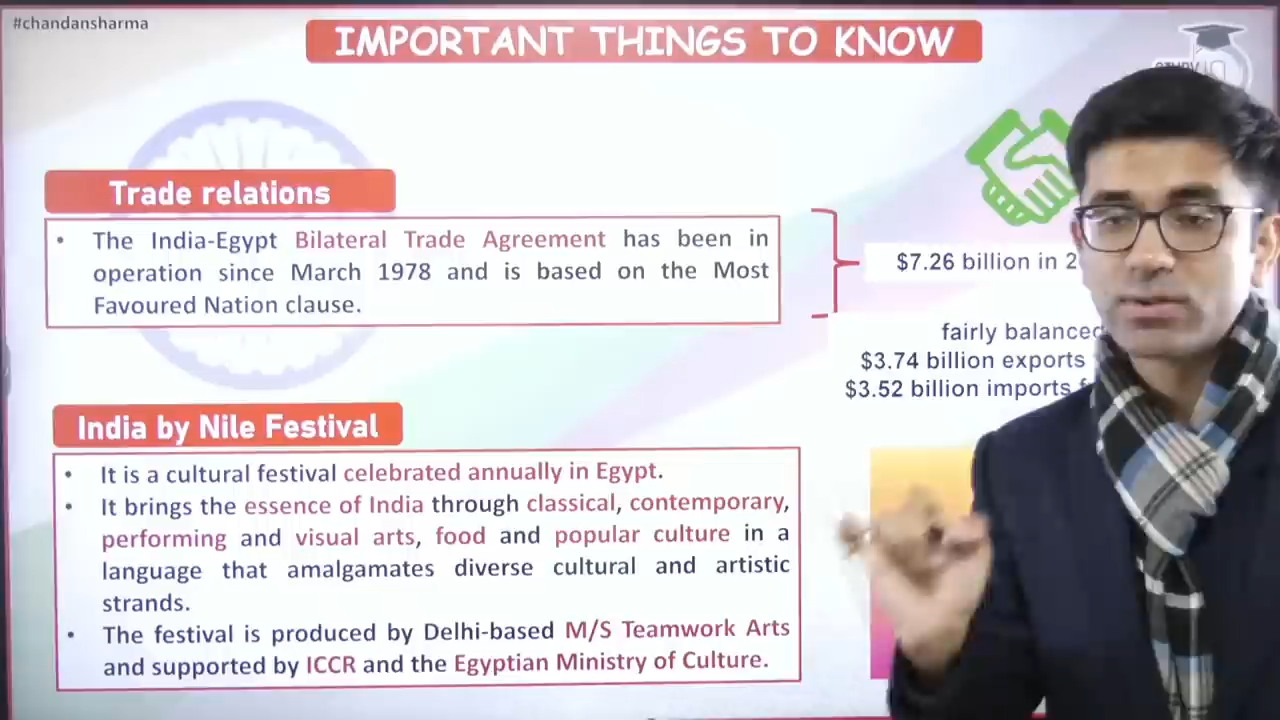 #chandansharma
IMPORTANT THINGS TO KNOW
Trade relations
• The India-Egypt Bilateral Trade Agreement has been in
operation since March 1978 and is based on the Most
Favoured Nation clause.
$7.26 billion in 2
fairly balanced
$3.74 billion exports
$3.52 billion imports
India by Nile Festival
• It is a cultural festival celebrated annually in Egypt.
• It brings the essence of India through classical, contemporary,
performing and visual arts, food and popular culture in a
language that amalgamates diverse cultural and artistic
strands.
• The festival is produced by Delhi-based M/S Teamwork Arts
and supported by ICCR and the Egyptian Ministry of Culture.